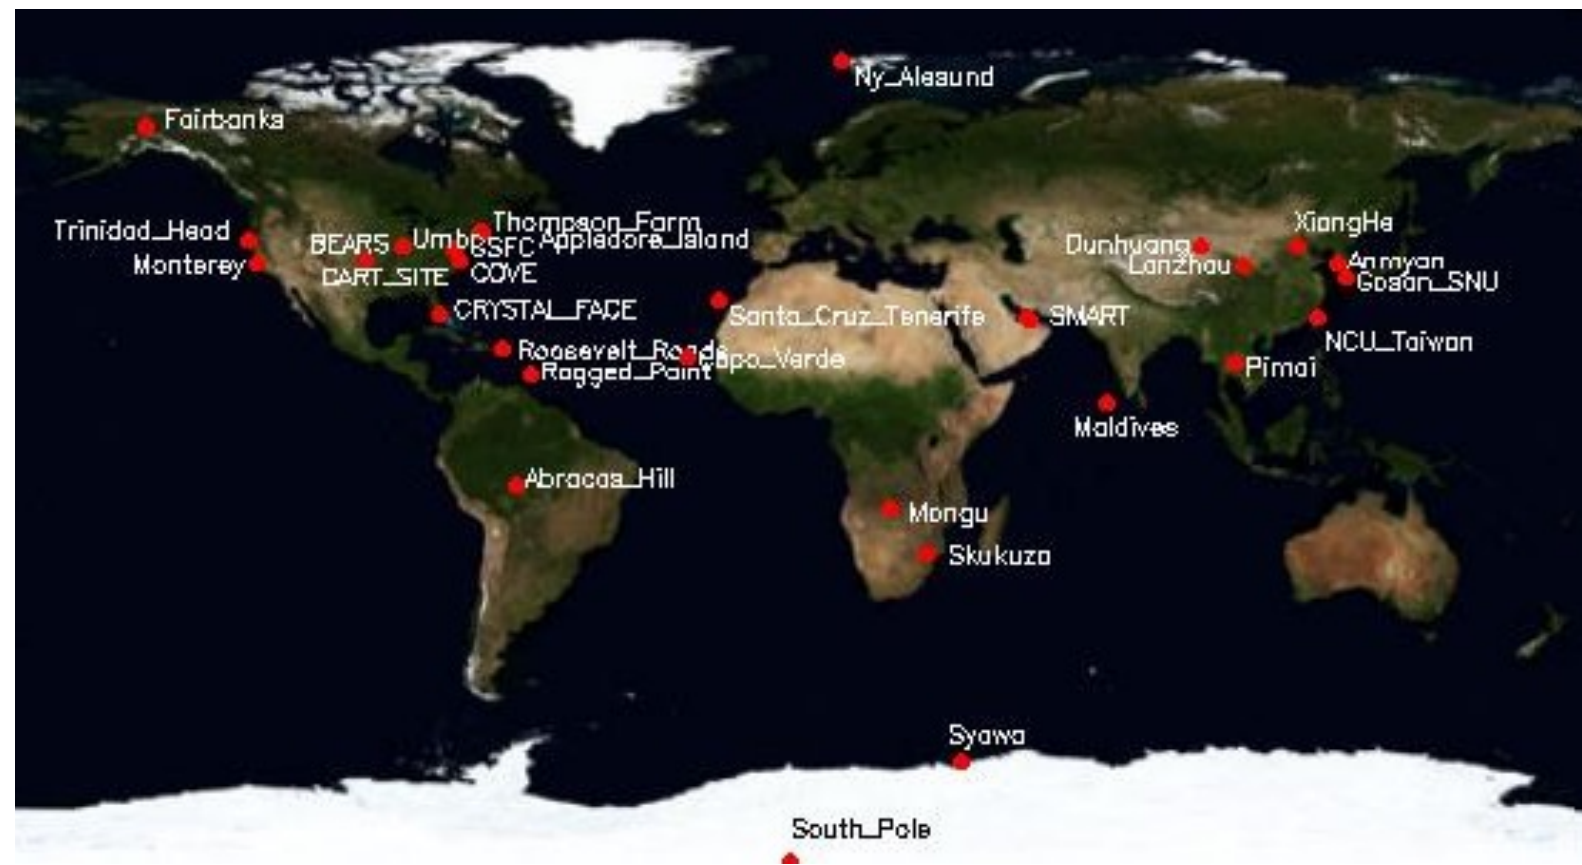 Ny_Alesund
Fairbanks
Thompson_Farm
Trinidad_Head
BEARS
GSFC
Appledore_Island
XiangHe
Dunhuang
Monterey
CART_SITE
COVE
Lanzhou
Anmyon
Gosan_SNU
CRYSTAL_FACE
Santa_Cruz_Tenerife
SMART
NCU_Taiwan
Roosevelt_Roads
Capo_Verde
Ragged_Point
Pimai
Maldives
Abracos_Hill
Mongu
Skukuza
Syowa
South_Pole